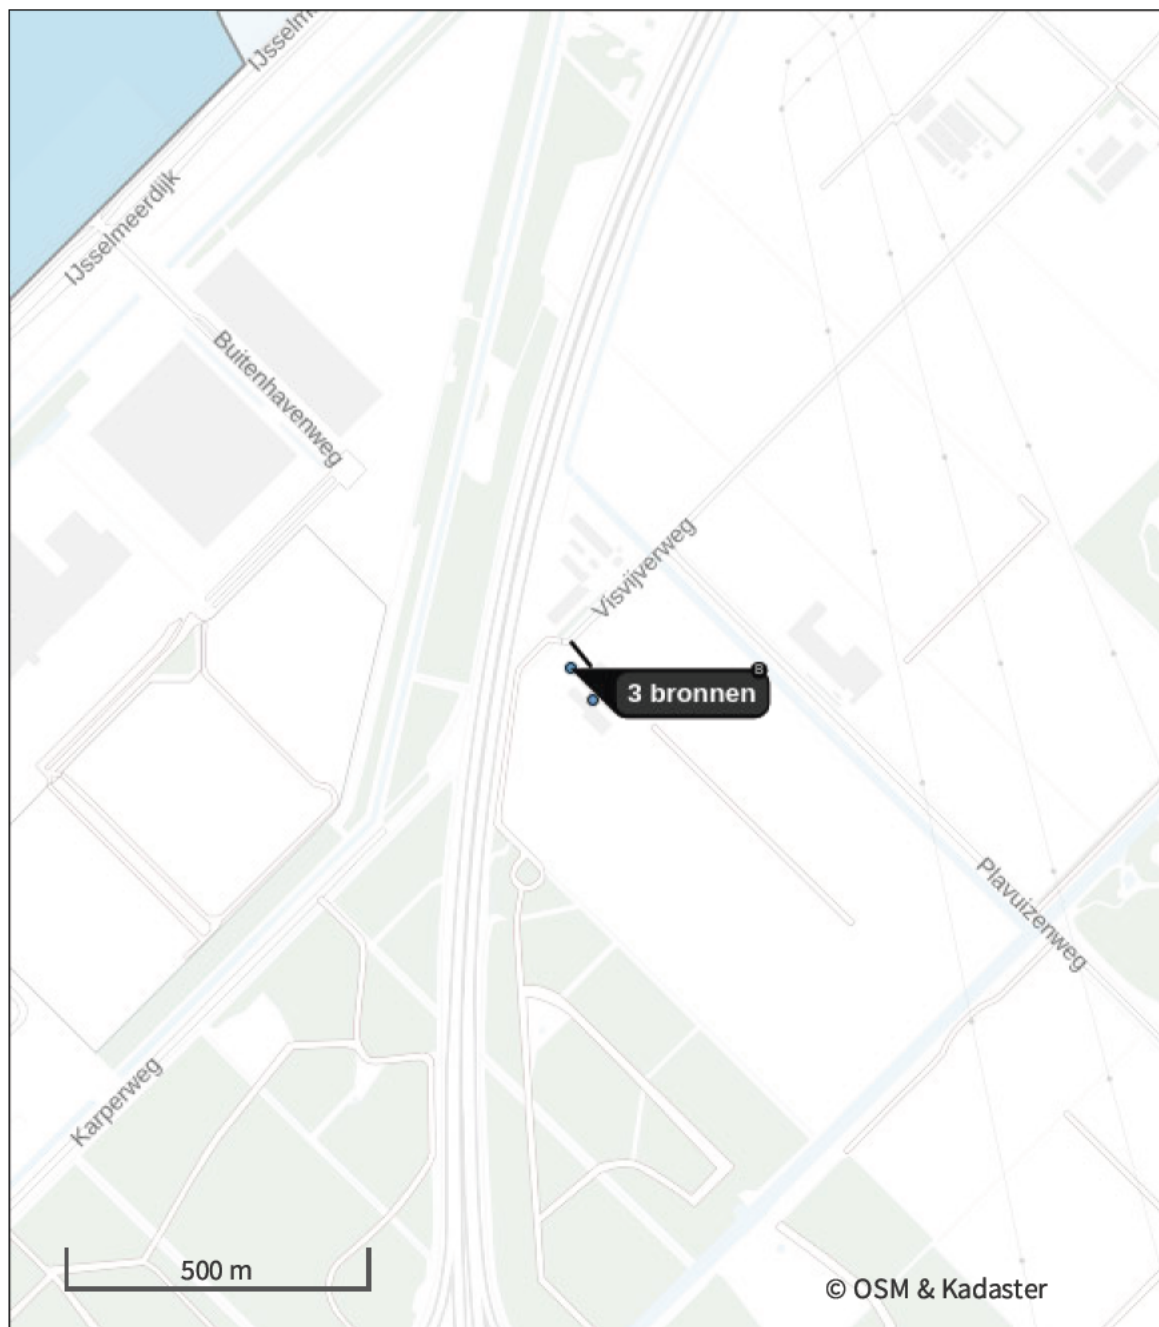 IJsselm
IJsselmeerdijk
Buitenhavenweg
Visvijverweg
B
3 bronnen
Plavuizenweg
Karperweg
500 m
© OSM & Kadaster